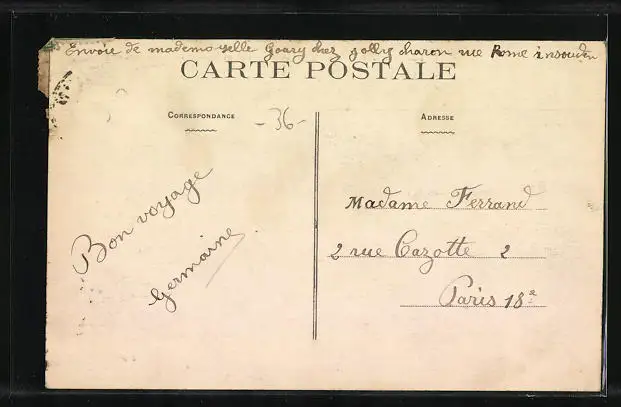 Envoie de mademoiselle Goary chez Jolly charon rue Rome
CARTE POSTALE
CORRESPONDANCE
-36-
ADRESSE
Bon voyage
Germaine
Madame Ferrand
2 rue Cazotte 2
Paris 18e